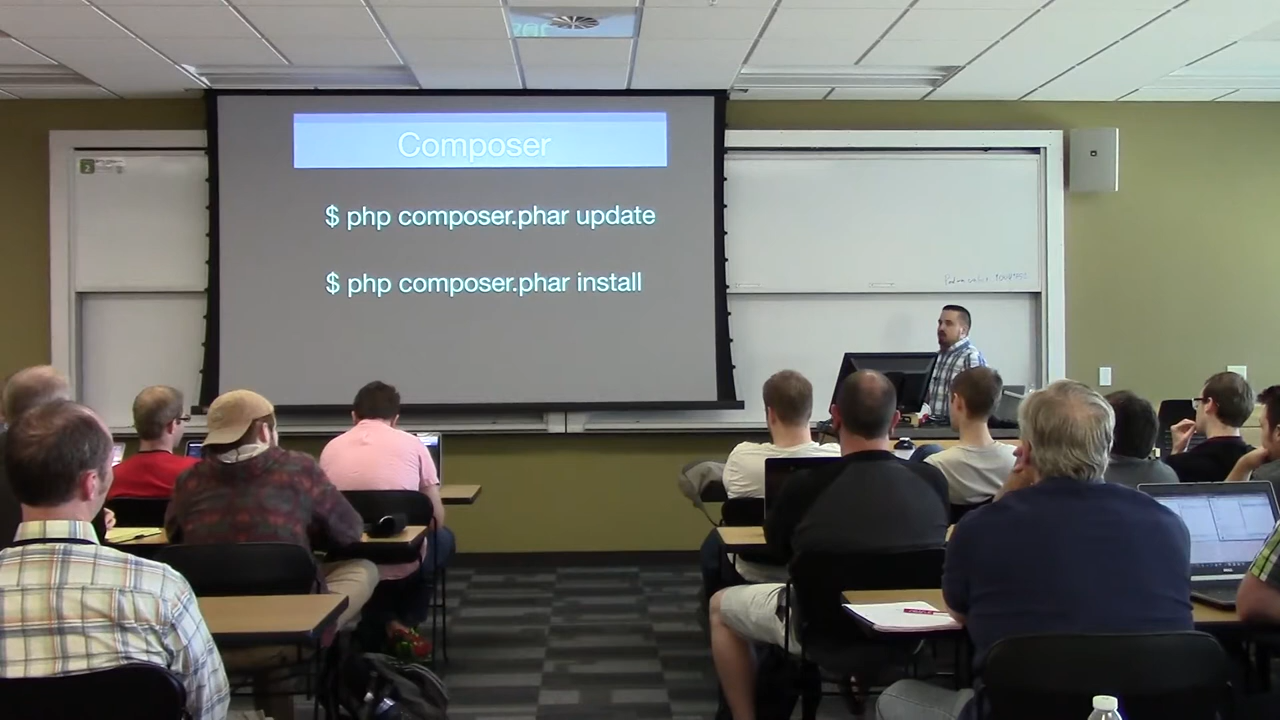 Composer
$ php composer.phar update
$ php composer.phar install